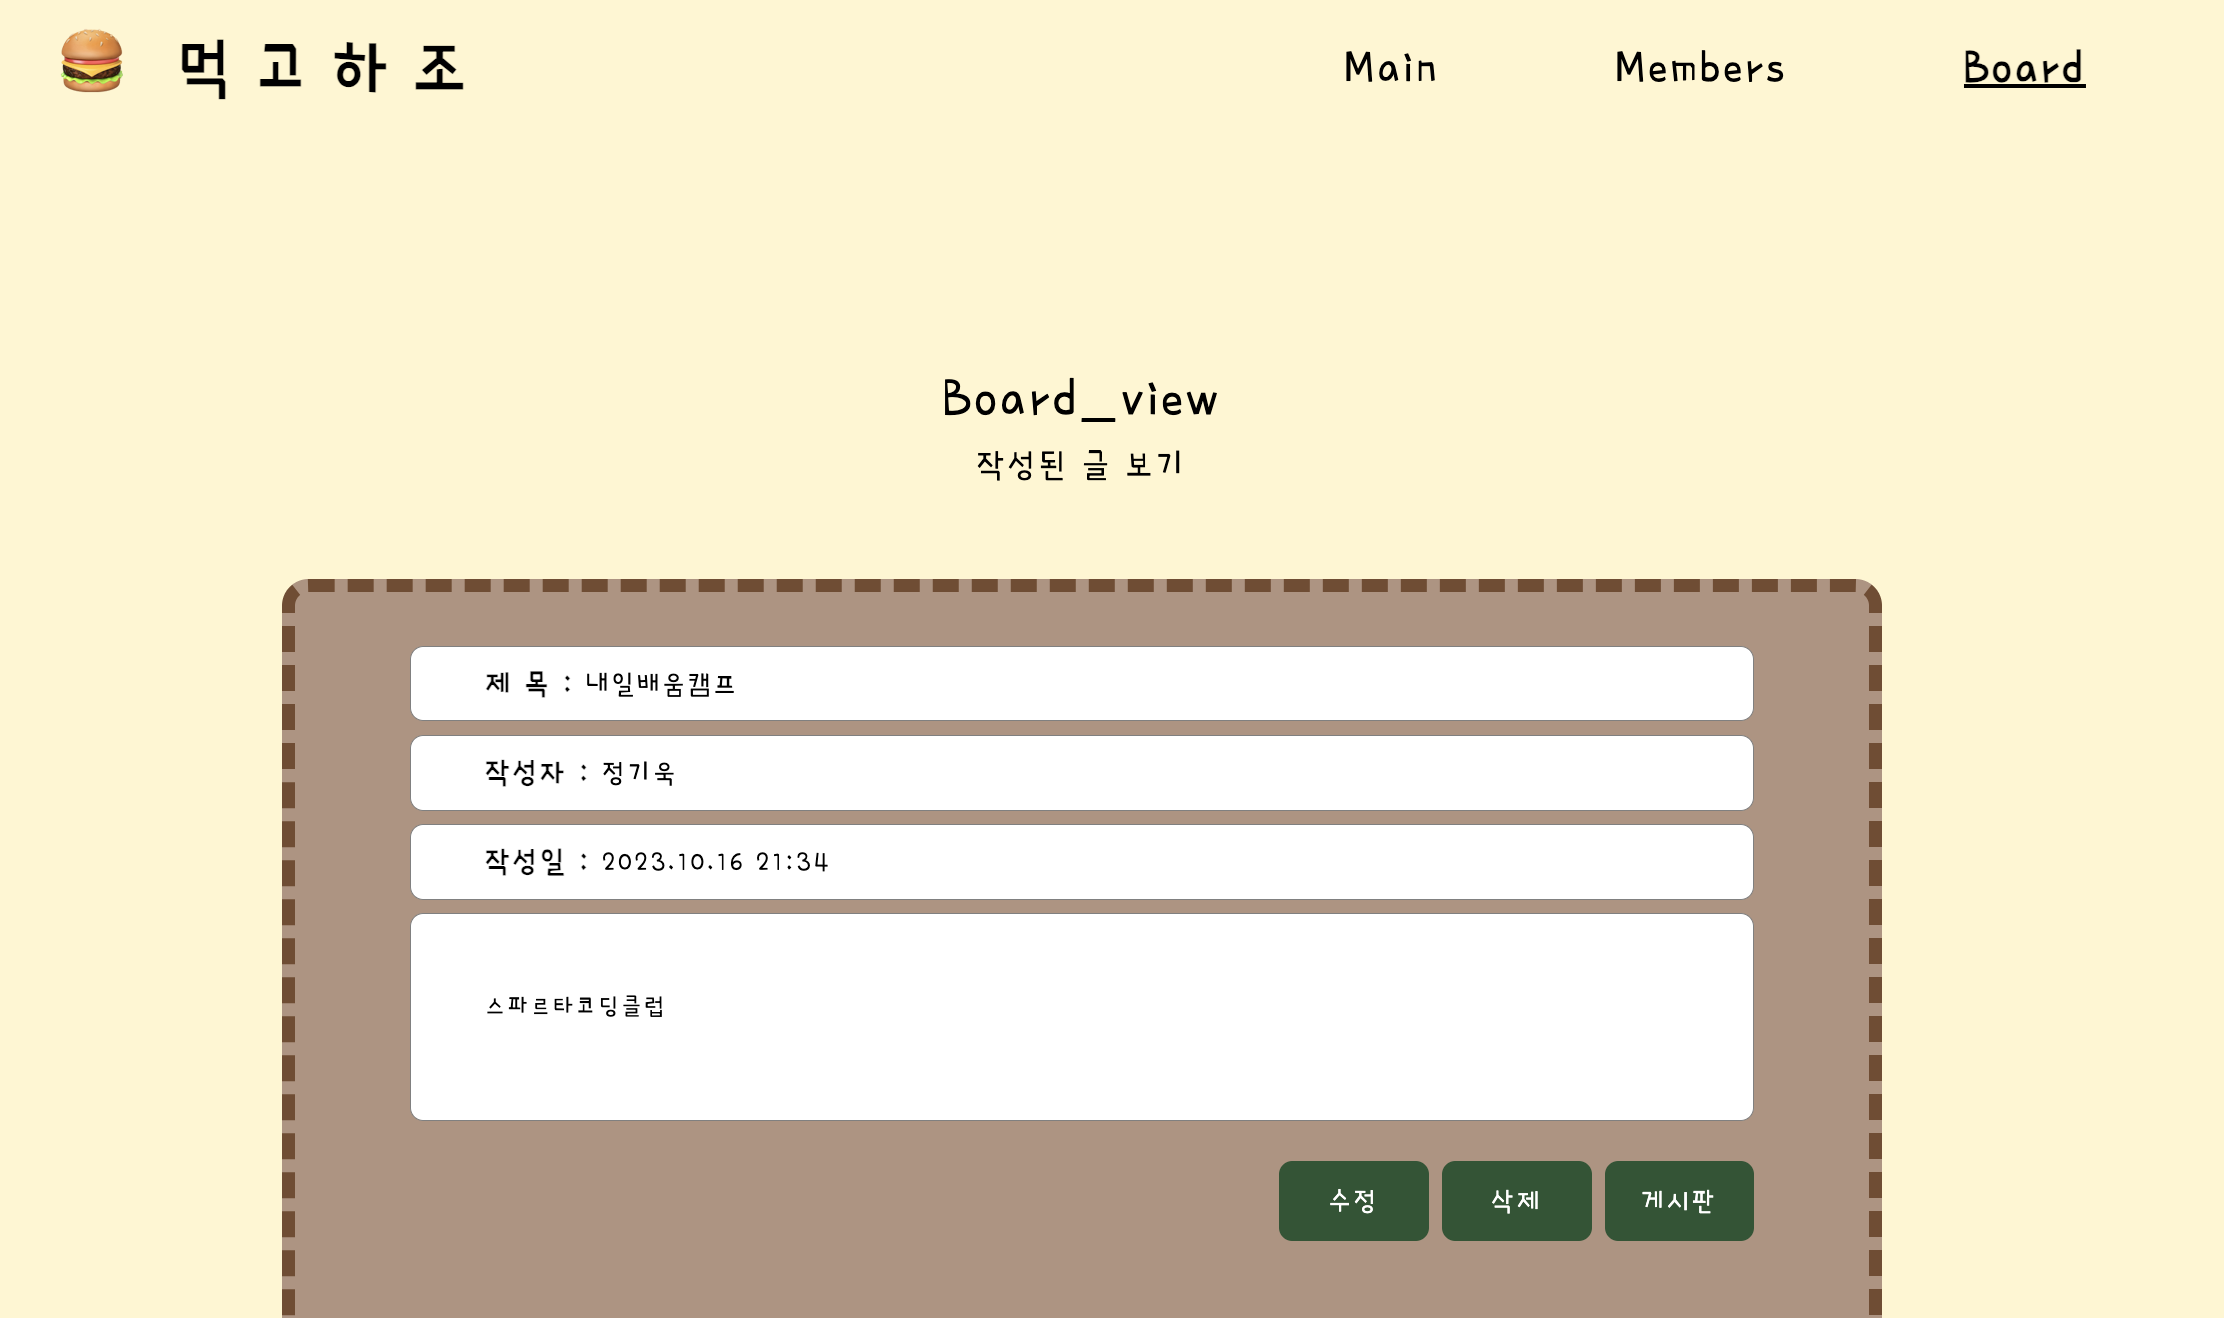 먹고하조
Main Members Board
Board_view
작성된 글 보기
제 목 : 내일배움캠프
작성자 : 정기욱
작성일 : 2023.10.16 21:34
스파르타코딩클럽
수정 삭제 게시판